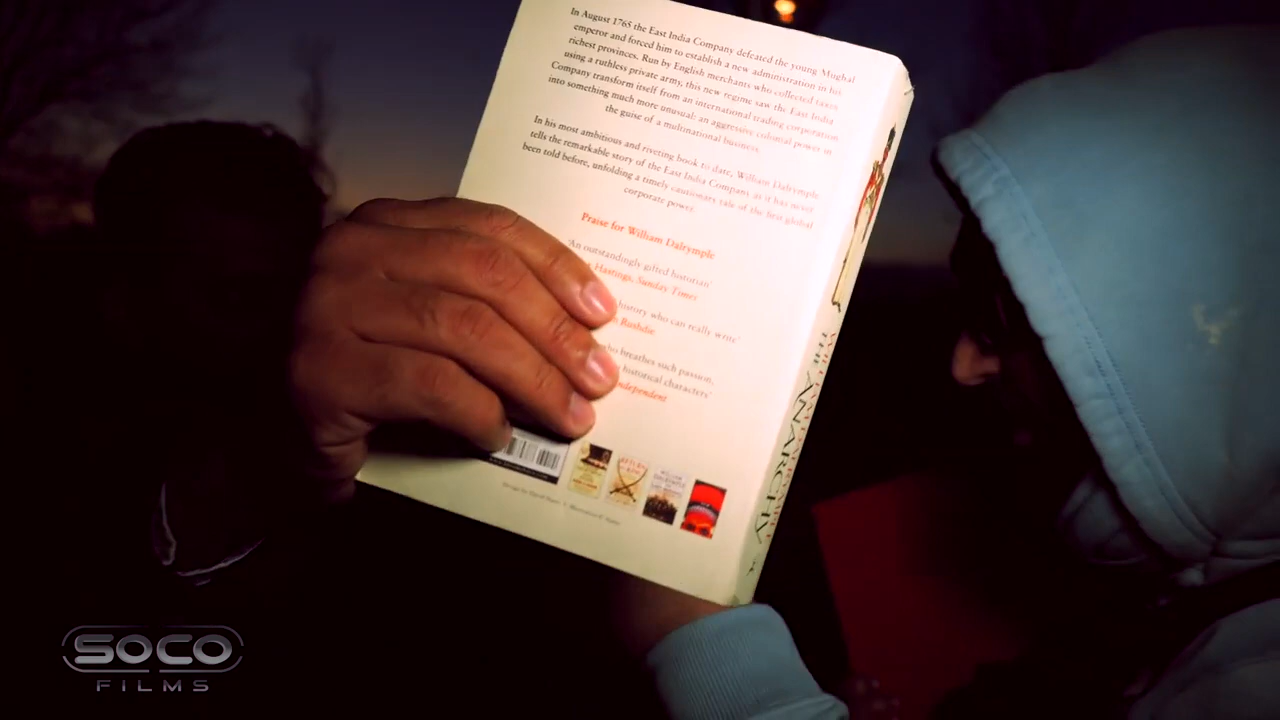 In August 1765 the East India Company defeated the young Mughal
emperor and forced him to establish a new administration in his
richest provinces. Run by English merchants who collected taxes
using a ruthless private army, this new regime saw the East India
Company transform itself from an international trading corporation
into something much more unusual: an aggressive colonial power in
the guise of a multinational business.
In his most ambitious and riveting book to date, William Dalrymple
tells the remarkable story of the East India Company as it has never
been told before, unfolding a timely cautionary tale of the first global
corporate power.
Praise for William Dalrymple
'An outstandingly gifted historian'
Hastings, Sunday Times
history who can really write'
Rushdie
who breathes such passion,
historical characters'
Independent
WILLIAM DALRYMPLE
THE ANARCHY
SOCO
FILMS